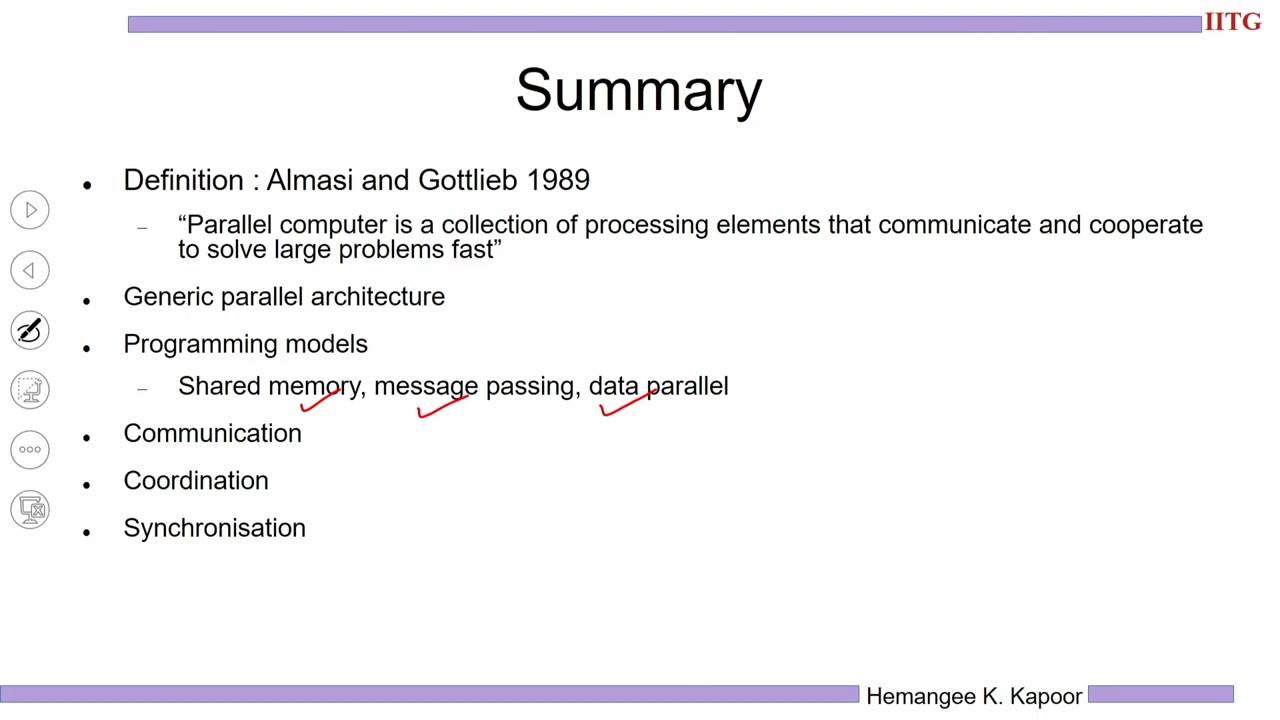 IITG
Summary
• Definition : Almasi and Gottlieb 1989
– “Parallel computer is a collection of processing elements that communicate and cooperate
to solve large problems fast”
• Generic parallel architecture
• Programming models
– Shared memory, message passing, data parallel
• Communication
• Coordination
• Synchronisation
Hemangee K. Kapoor